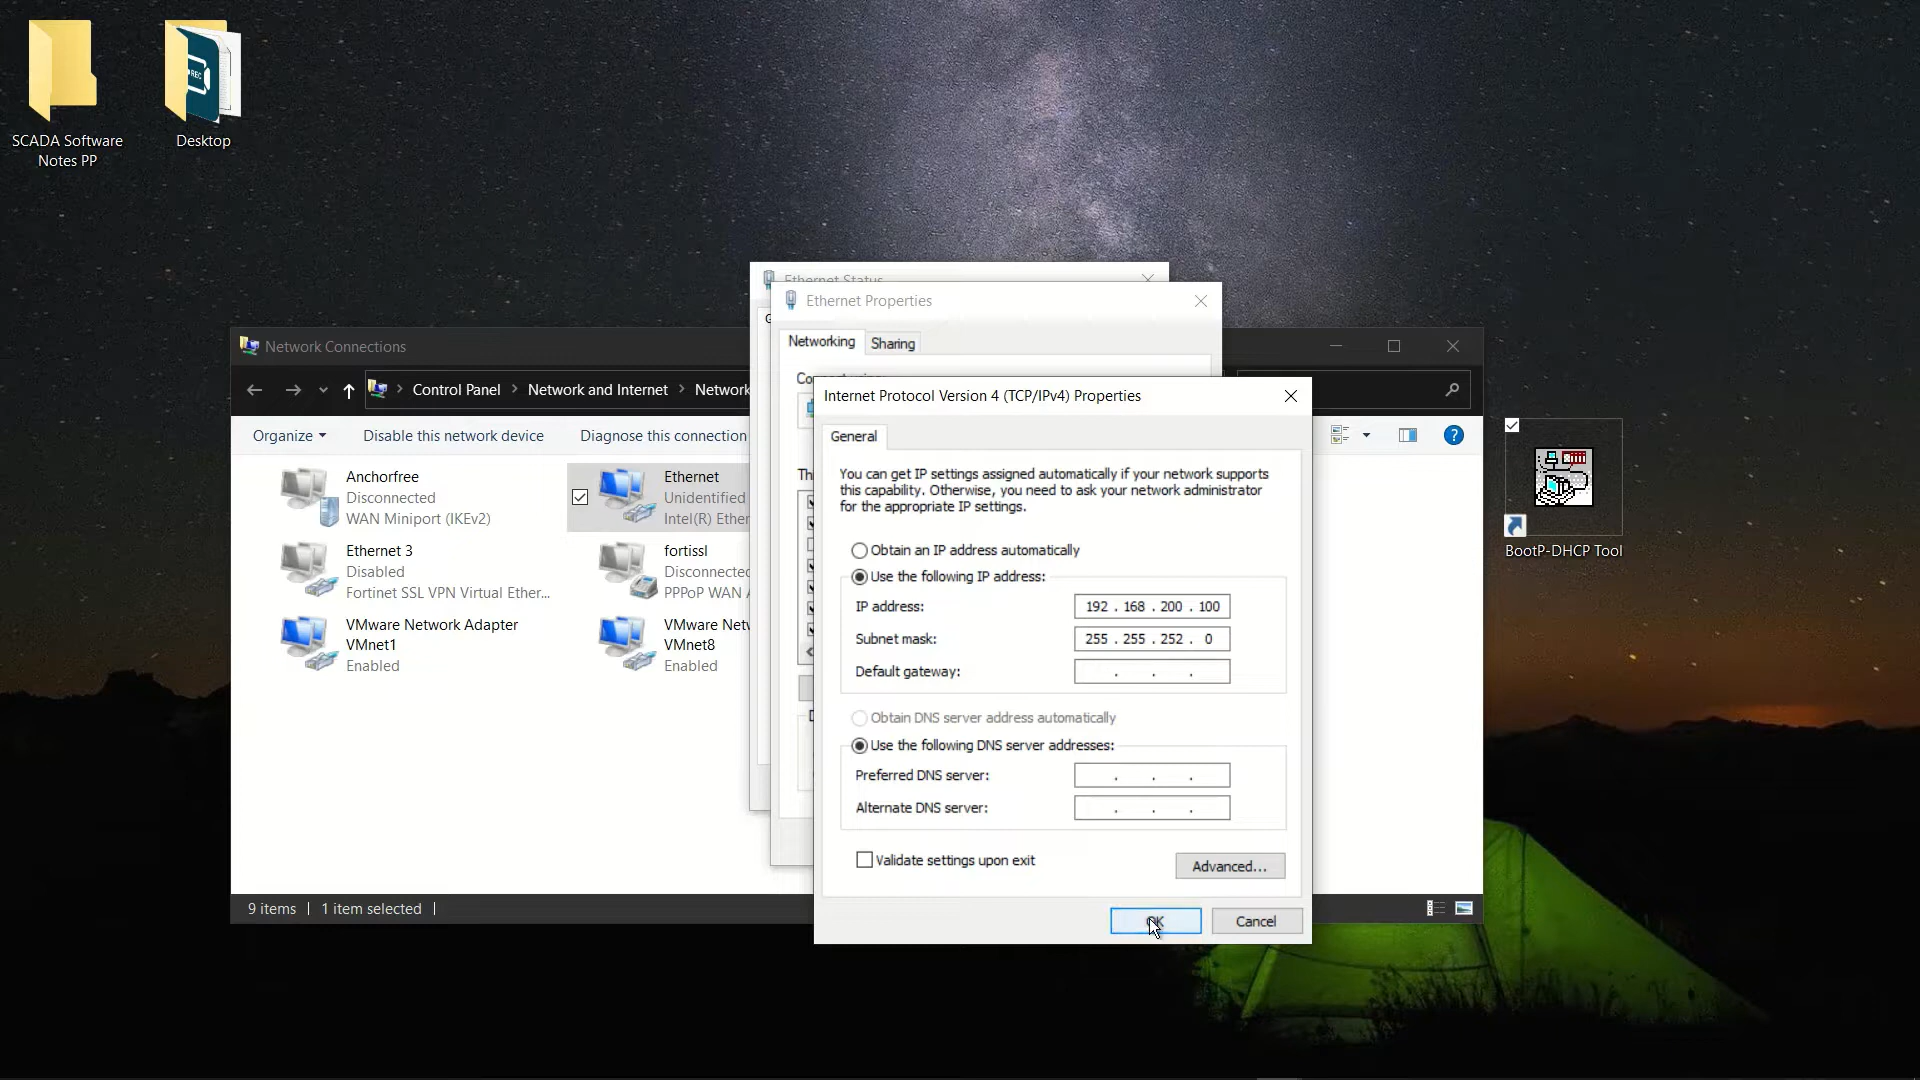 SCADA Software
Notes PP
Desktop
REC
Ethernet Status
Ethernet Properties
Networking
Sharing
Network Connections
Control Panel
Network and Internet
Network
Organize
Disable this network device
Diagnose this connection
Anchorfree
Disconnected
WAN Miniport (IKEv2)
Ethernet
Unidentified
Intel(R) Ether
Ethernet 3
Disabled
Fortinet SSL VPN Virtual Ether...
fortissl
Disconnected
PPPoP WAN
VMware Network Adapter
VMnet1
Enabled
VMware Net
VMnet8
Enabled
9 items
1 item selected
Internet Protocol Version 4 (TCP/IPv4) Properties
General
You can get IP settings assigned automatically if your network supports
this capability. Otherwise, you need to ask your network administrator
for the appropriate IP settings.
Obtain an IP address automatically
Use the following IP address:
IP address:
192 . 168 . 200 . 100
Subnet mask:
255 . 255 . 252 . 0
Default gateway:
. . .
Obtain DNS server address automatically
Use the following DNS server addresses:
Preferred DNS server:
. . .
Alternate DNS server:
. . .
Validate settings upon exit
Advanced...
OK
Cancel
?
BootP-DHCP Tool